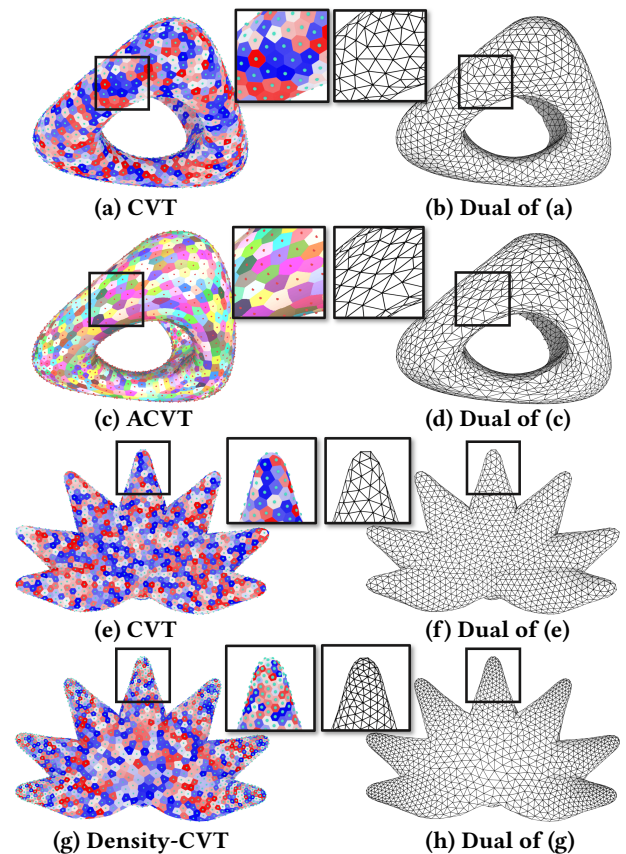 (a) CVT
(b) Dual of (a)
(c) ACVT
(d) Dual of (c)
(e) CVT
(f) Dual of (e)
(g) Density-CVT
(h) Dual of (g)